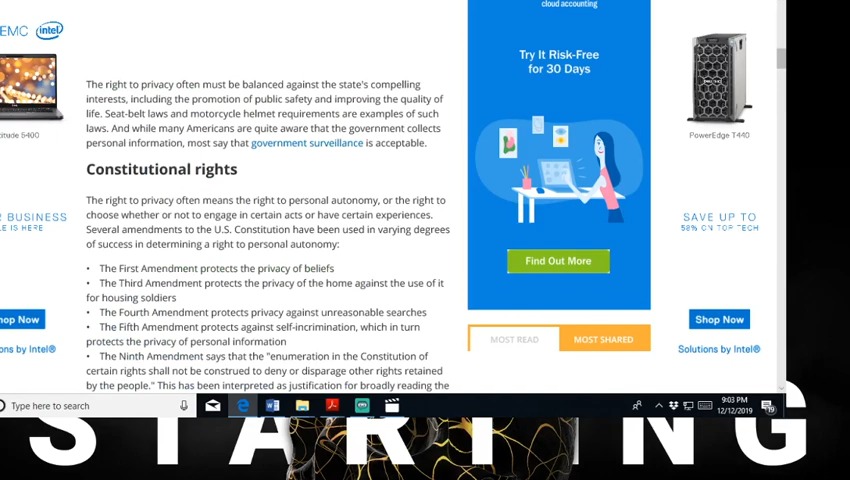 EMC intel
cloud accounting
Try It Risk-Free
for 30 Days
The right to privacy often must be balanced against the state's compelling
interests, including the promotion of public safety and improving the quality of
life. Seat-belt laws and motorcycle helmet requirements are examples of such
laws. And while many Americans are quite aware that the government collects
personal information, most say that government surveillance is acceptable.
titude 5400
PowerEdge T440
Constitutional rights
The right to privacy often means the right to personal autonomy, or the right to
choose whether or not to engage in certain acts or have certain experiences.
Several amendments to the U.S. Constitution have been used in varying degrees
of success in determining a right to personal autonomy:
• The First Amendment protects the privacy of beliefs
• The Third Amendment protects the privacy of the home against the use of it
for housing soldiers
• The Fourth Amendment protects privacy against unreasonable searches
• The Fifth Amendment protects against self-incrimination, which in turn
protects the privacy of personal information
• The Ninth Amendment says that the "enumeration in the Constitution of
certain rights shall not be construed to deny or disparage other rights retained
by the people." This has been interpreted as justification for broadly reading the
R BUSINESS
LE IS HERE
hop Now
ons by Intel®
Find Out More
MOST READ
MOST SHARED
SAVE UP TO
58% ON TOP TECH
Shop Now
Solutions by Intel®
Type here to search
9:03 PM
12/12/2019
19
STARTING